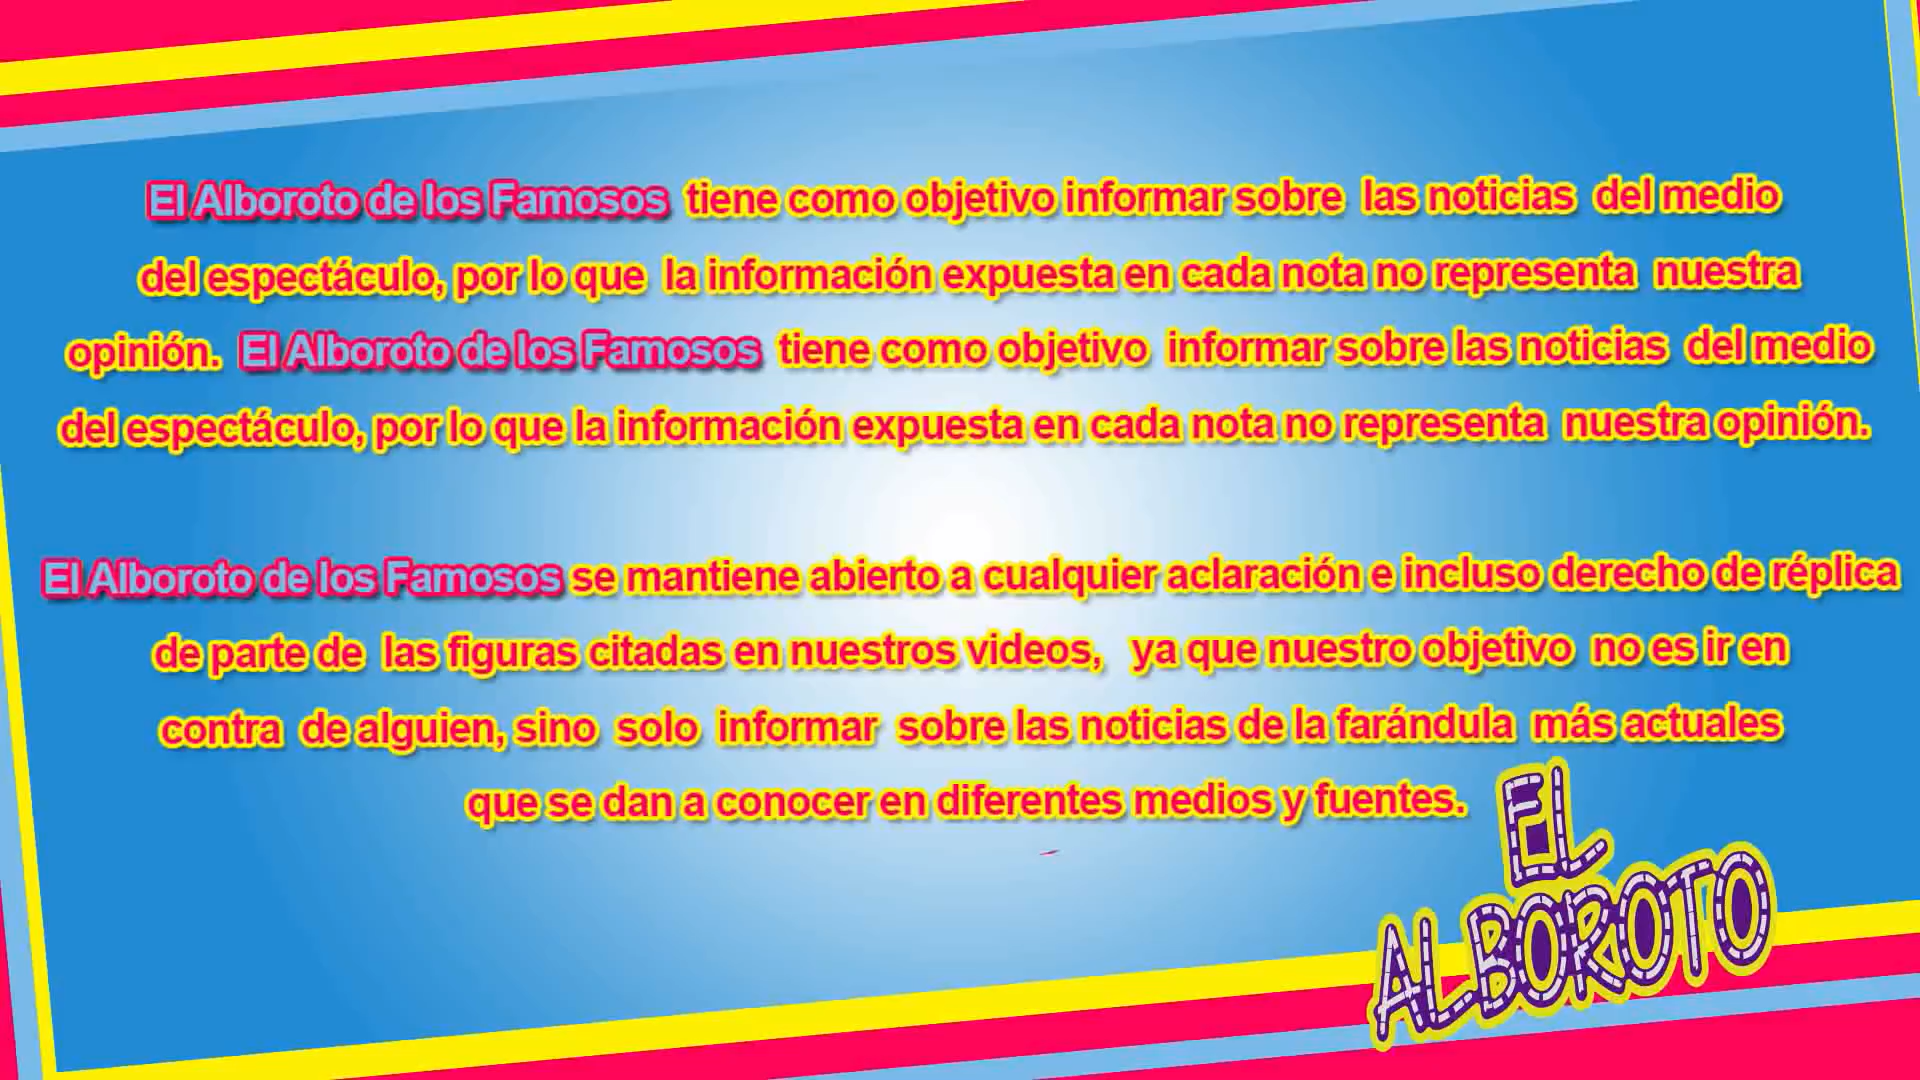 El Alboroto de los Famosos tiene como objetivo informar sobre las noticias del medio
del espectáculo, por lo que la información expuesta en cada nota no representa nuestra
opinión. El Alboroto de los Famosos tiene como objetivo informar sobre las noticias del medio
del espectáculo, por lo que la información expuesta en cada nota no representa nuestra opinión.
El Alboroto de los Famosos se mantiene abierto a cualquier aclaración e incluso derecho de réplica
de parte de las figuras citadas en nuestros videos, ya que nuestro objetivo no es ir en
contra de alguien, sino solo informar sobre las noticias de la farándula más actuales
que se dan a conocer en diferentes medios y fuentes.
EL
ALBOROTO